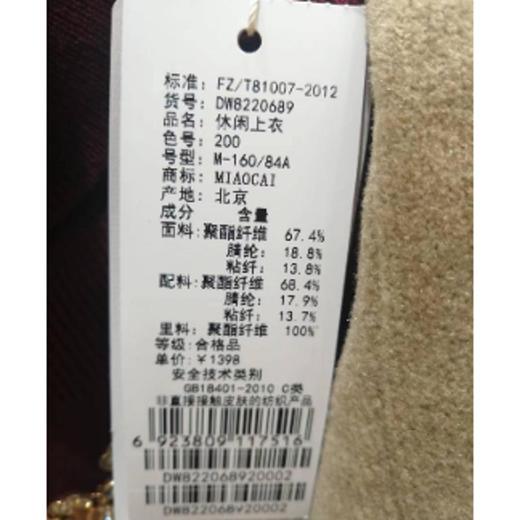 标准: FZ/T81007-2012
货号: DW8220689
品名: 休闲上衣
色号: 200
号型: M-160/84A
商标: MIAOCAI
产地: 北京
成分 含量
面料: 聚酯纤维 67.4%
腈纶: 18.8%
粘纤: 13.8%
配料: 聚酯纤维 68.4%
腈纶: 17.9%
粘纤: 13.7%
里料: 聚酯纤维 100%
等级: 合格品
单价: ¥1398
安全技术类别
GB18401-2010 C类
非直接接触皮肤的纺织产品
6 923809 117516
DW822068920002
DW822068920002